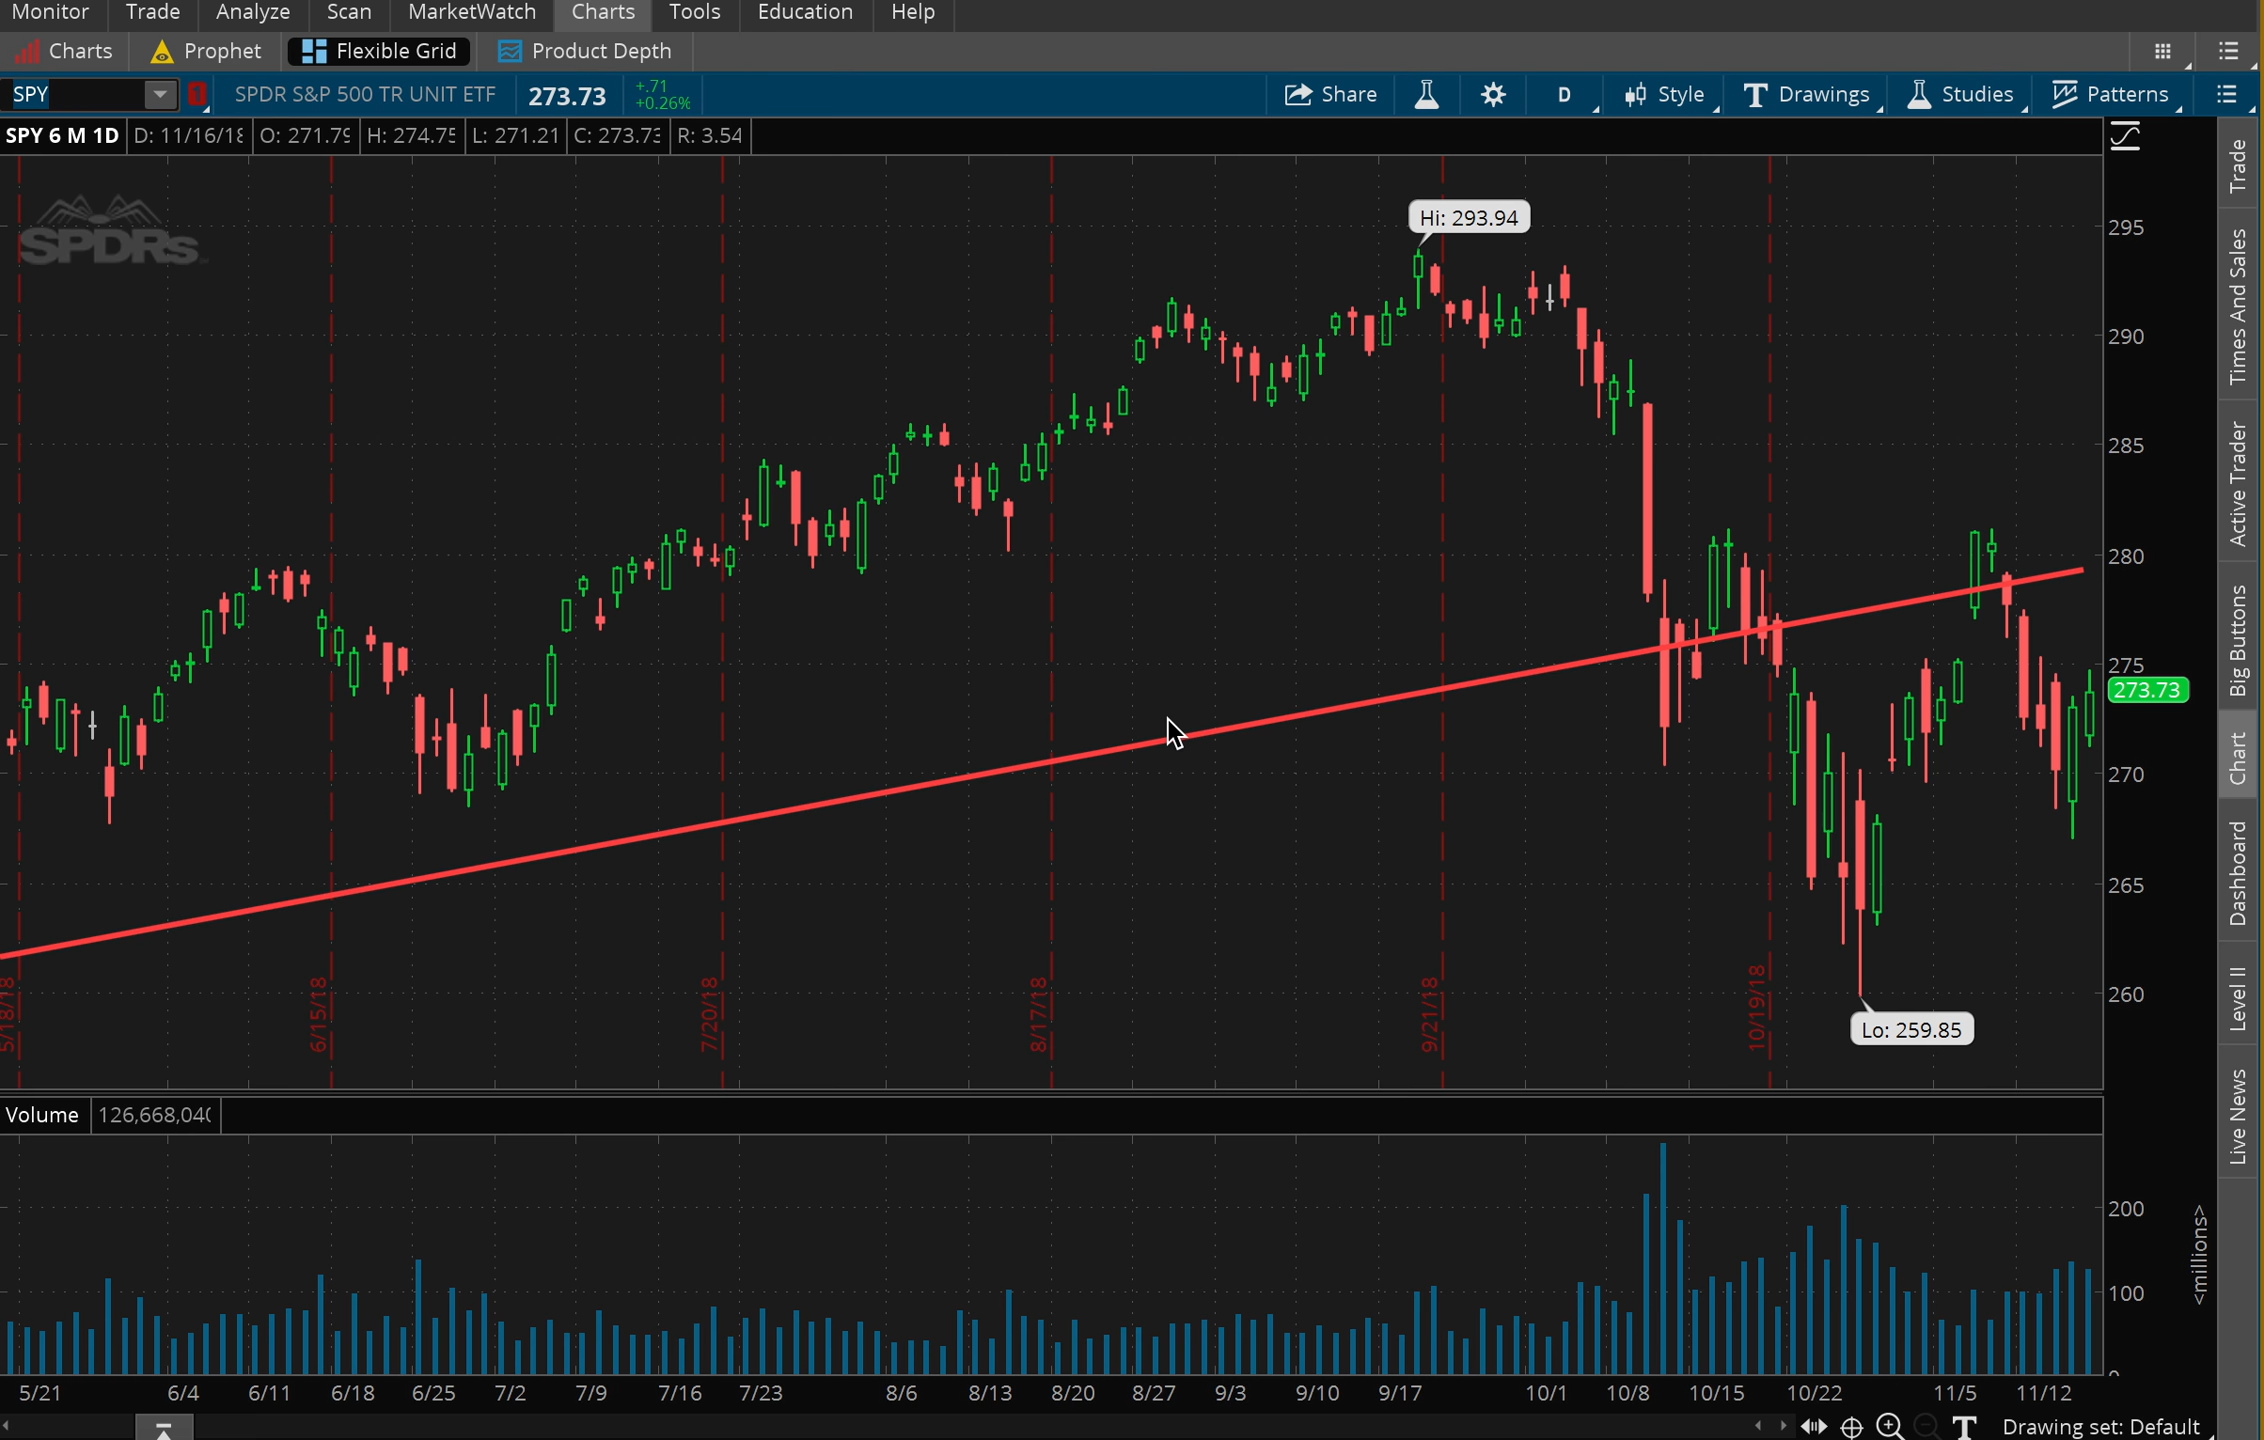 Monitor Trade Analyze Scan MarketWatch Charts Tools Education Help
Charts Prophet Flexible Grid Product Depth
SPY 1 SPDR S&P 500 TR UNIT ETF 273.73 +.71 +0.26% Share D Style Drawings Studies Patterns
SPY 6 M 1D D: 11/16/18 O: 271.79 H: 274.75 L: 271.21 C: 273.73 R: 3.54
SPDRs
Hi: 293.94
295
290
285
280
275
273.73
270
265
260
Lo: 259.85
5/18/18 6/15/18 7/20/18 8/17/18 9/21/18 10/19/18
Volume 126,668,040
200
100
0
<millions>
5/21 6/4 6/11 6/18 6/25 7/2 7/9 7/16 7/23 8/6 8/13 8/20 8/27 9/3 9/10 9/17 10/1 10/8 10/15 10/22 11/5 11/12
T Drawing set: Default
Trade
Times And Sales
Active Trader
Big Buttons
Chart
Dashboard
Level II
Live News